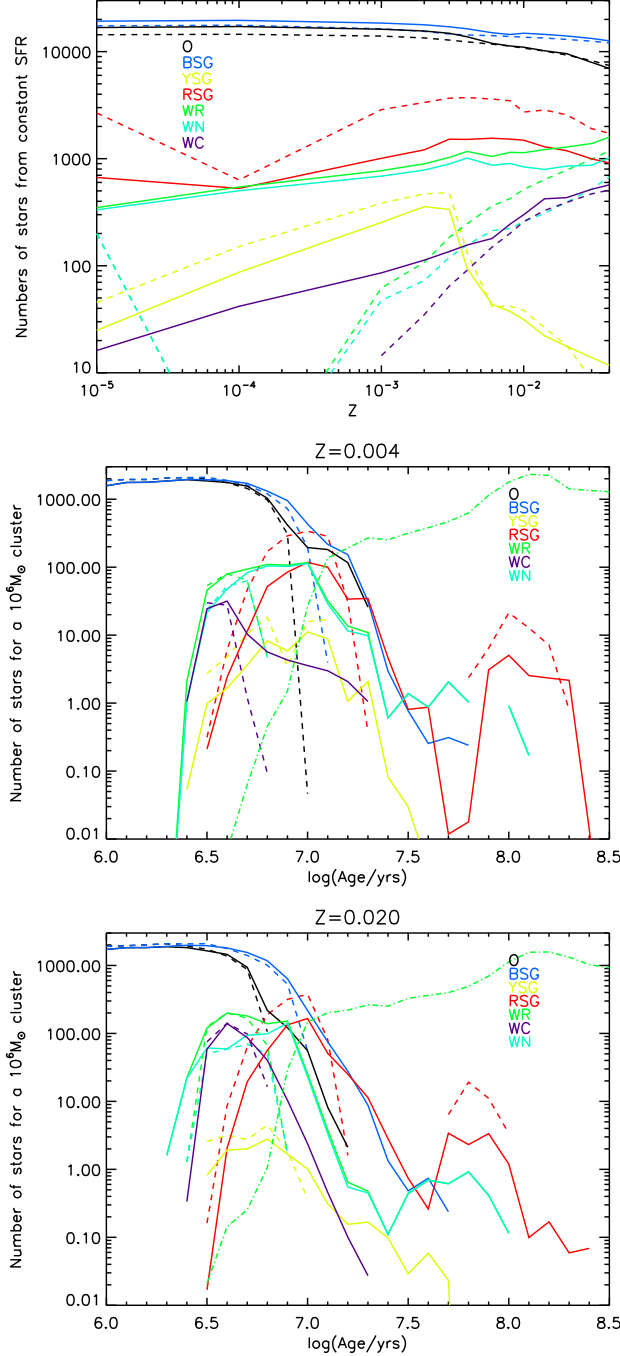 Numbers of stars from constant SFR
10000
1000
100
10
O
BSG
YSG
RSG
WR
WN
WC
10⁻⁵
10⁻⁴
10⁻³
10⁻²
Z
Z=0.004
Number of stars for a 10⁶M⊙ cluster
1000.00
100.00
10.00
1.00
0.10
0.01
O
BSG
YSG
RSG
WR
WC
WN
6.0
6.5
7.0
7.5
8.0
8.5
log(Age/yrs)
Z=0.020
Number of stars for a 10⁶M⊙ cluster
1000.00
100.00
10.00
1.00
0.10
0.01
O
BSG
YSG
RSG
WR
WC
WN
6.0
6.5
7.0
7.5
8.0
8.5
log(Age/yrs)